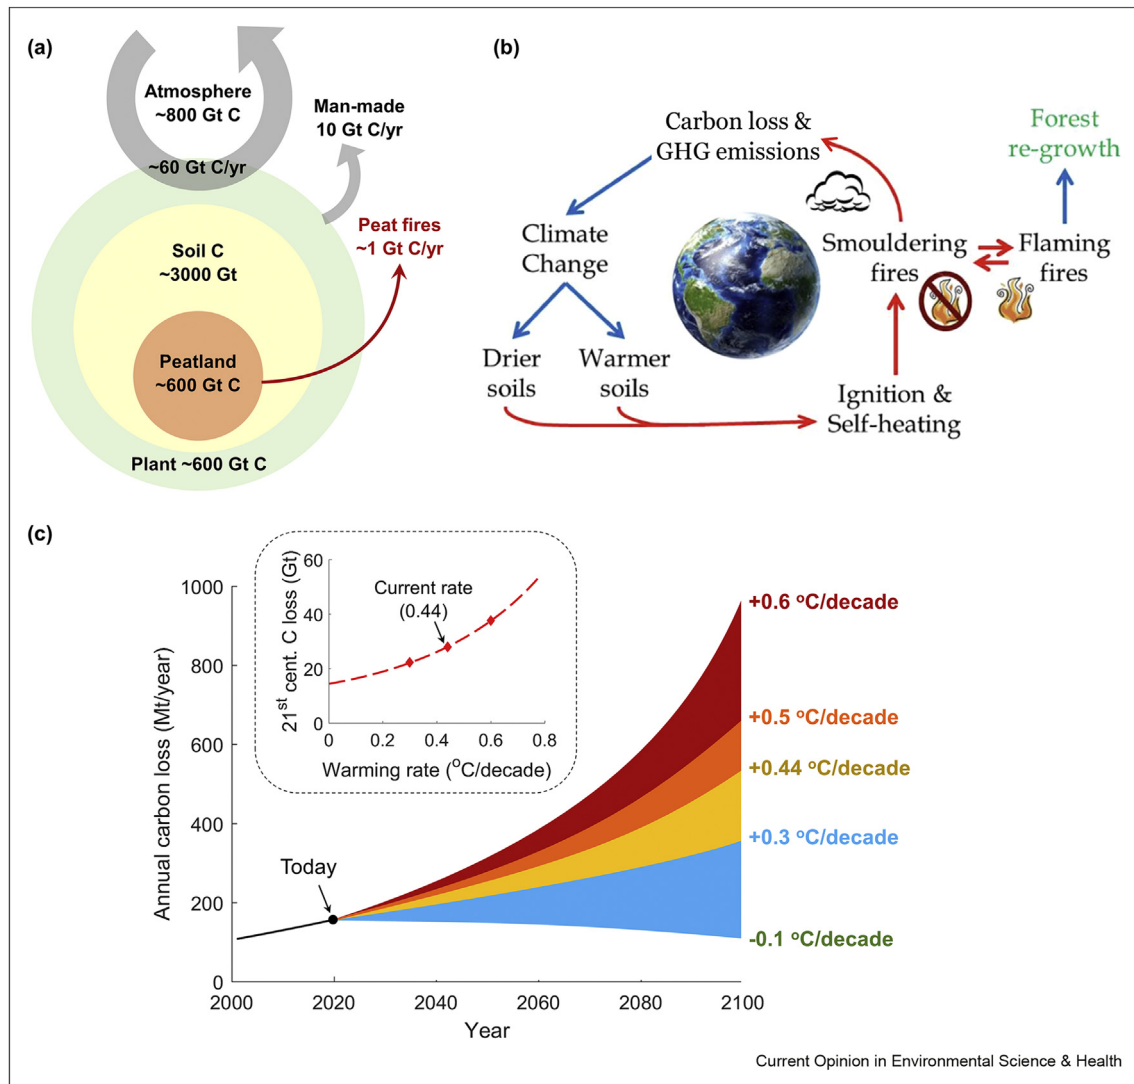 (a)
Atmosphere
~800 Gt C
~60 Gt C/yr
Man-made
10 Gt C/yr
Peat fires
~1 Gt C/yr
Soil C
~3000 Gt
Peatland
~600 Gt C
Plant ~600 Gt C
(b)
Carbon loss &
GHG emissions
Forest
re-growth
Climate
Change
Smouldering
fires
Flaming
fires
Drier
soils
Warmer
soils
Ignition &
Self-heating
(c)
21st cent. C loss (Gt)
60
40
20
0
Current rate
(0.44)
0
0.2
0.4
0.6
0.8
Warming rate (°C/decade)
Annual carbon loss (Mt/year)
1000
800
600
400
200
0
Today
+0.6 °C/decade
+0.5 °C/decade
+0.44 °C/decade
+0.3 °C/decade
-0.1 °C/decade
2000
2020
2040
2060
2080
2100
Year
Current Opinion in Environmental Science & Health